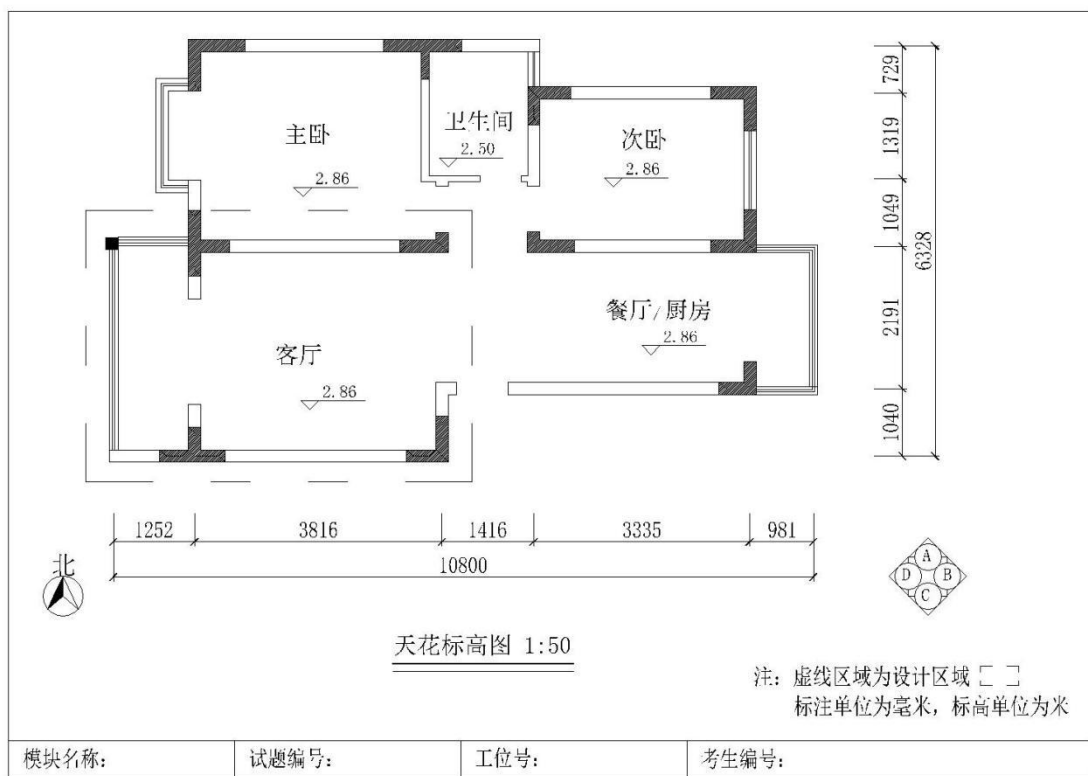 主卧
2.86
卫生间
2.50
次卧
2.86
客厅
2.86
餐厅/厨房
2.86
729
1319
1049
2191
1040
6328
1252
3816
1416
3335
981
10800
北
A
D
B
C
天花标高图 1:50
注: 虚线区域为设计区域
标注单位为毫米, 标高单位为米
模块名称:
试题编号:
工位号:
考生编号: